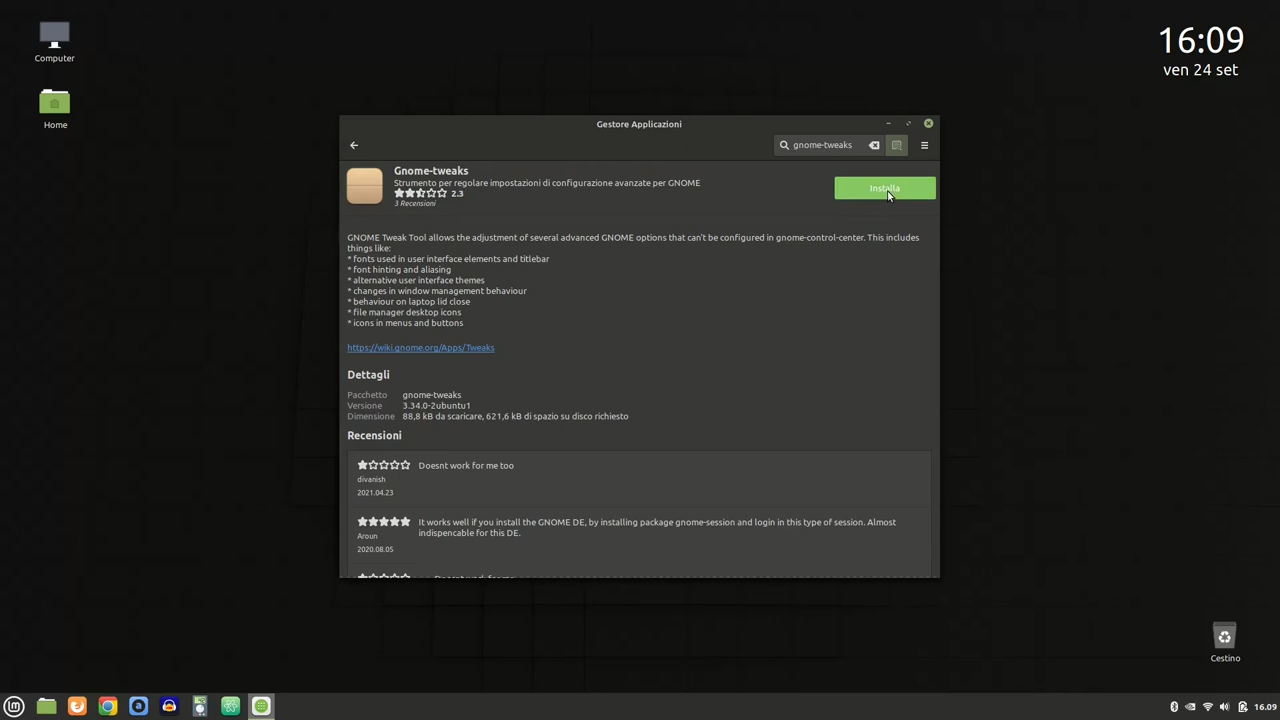 Computer
Home
16:09
ven 24 set
Gestore Applicazioni
gnome-tweaks
Gnome-tweaks
Strumento per regolare impostazioni di configurazione avanzate per GNOME
2.3
3 Recensioni
Installa
GNOME Tweak Tool allows the adjustment of several advanced GNOME options that can't be configured in gnome-control-center. This includes
things like:
* fonts used in user interface elements and titlebar
* font hinting and aliasing
* alternative user interface themes
* changes in window management behaviour
* behaviour on laptop lid close
* file manager desktop icons
* icons in menus and buttons
https://wiki.gnome.org/Apps/Tweaks
Dettagli
Pacchetto gnome-tweaks
Versione 3.34.0-2ubuntu1
Dimensione 88,8 kB da scaricare, 621,6 kB di spazio su disco richiesto
Recensioni
Doesnt work for me too
divanish
2021.04.23
It works well if you install the GNOME DE, by installing package gnome-session and login in this type of session. Almost
indispencable for this DE.
Aroun
2020.08.05
Cestino
16.09